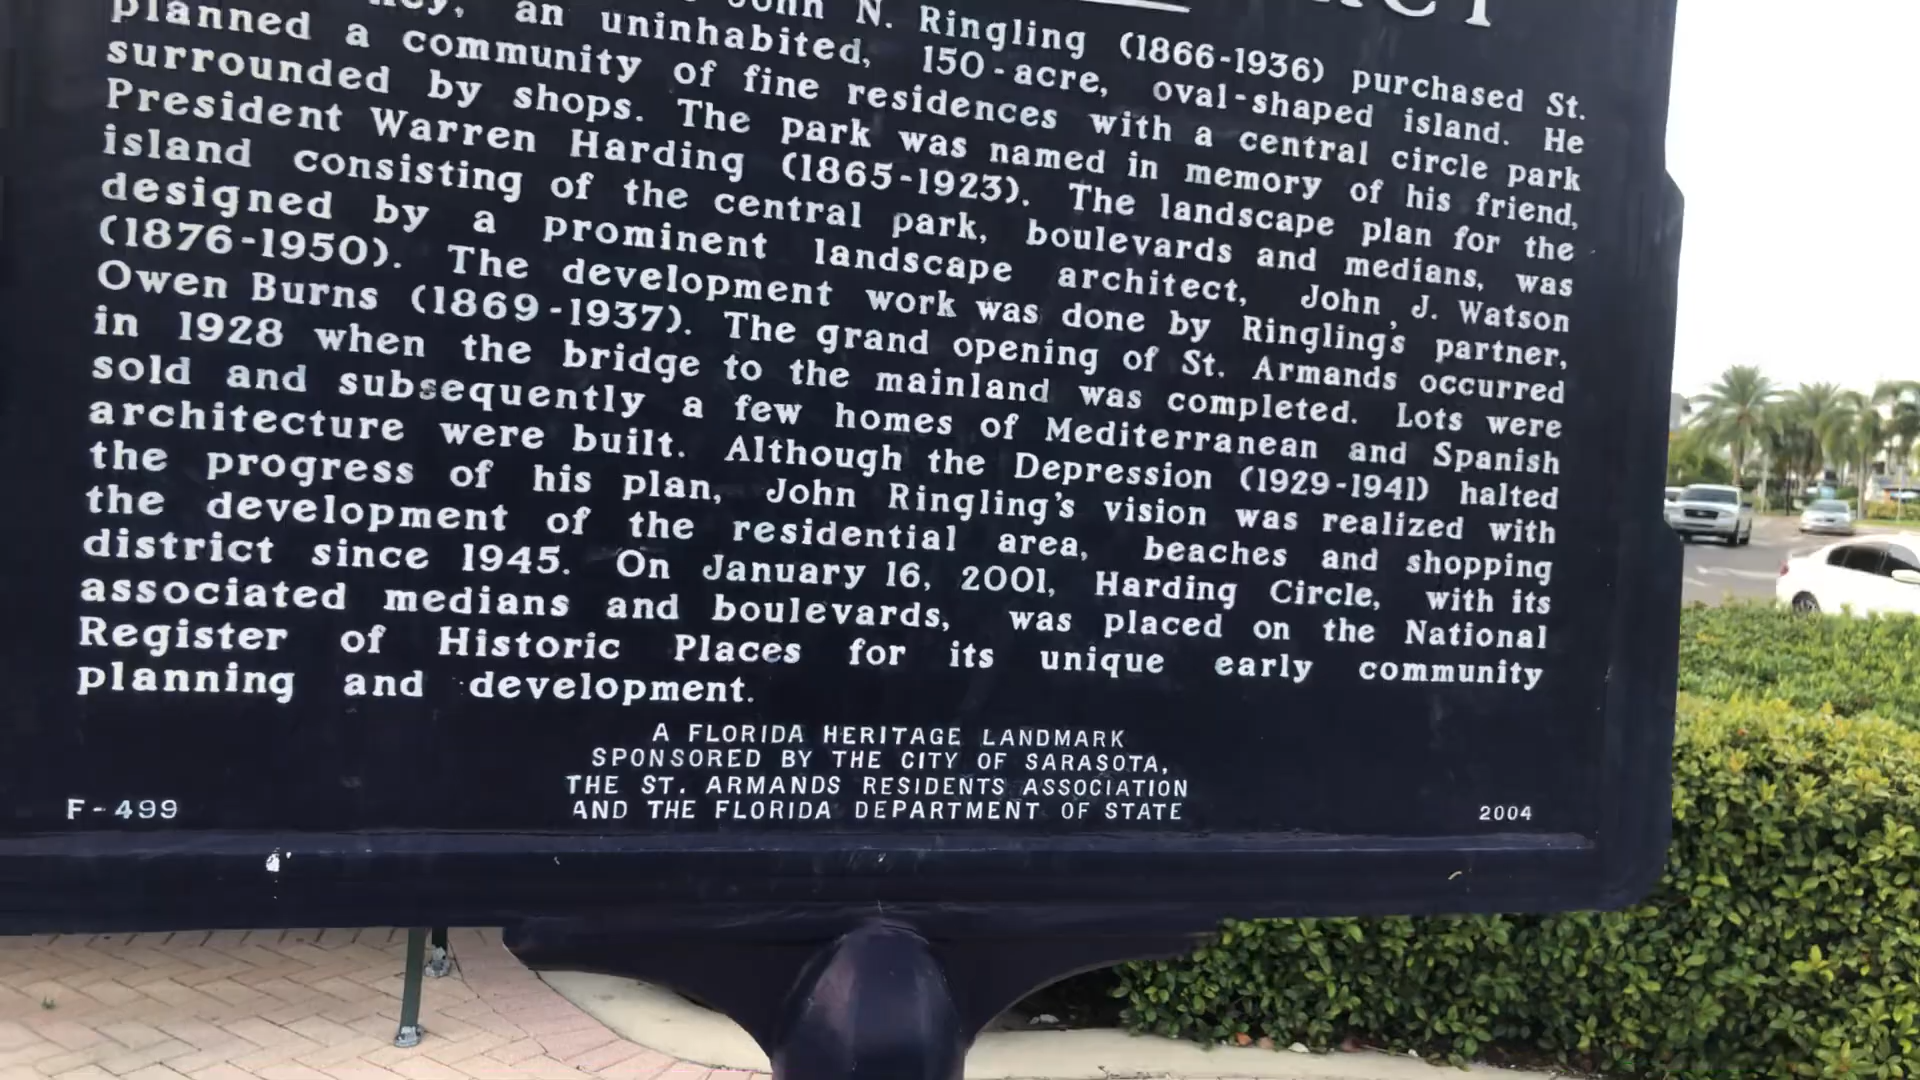 John N. Ringling (1866-1936) purchased St.
an uninhabited, 150-acre, oval-shaped island. He
planned a community of fine residences with a central circle park
surrounded by shops. The park was named in memory of his friend,
President Warren Harding (1865-1923). The landscape plan for the
island consisting of the central park, boulevards and medians, was
designed by a prominent landscape architect, John J. Watson
(1876-1950). The development work was done by Ringling's partner,
Owen Burns (1869-1937). The grand opening of St. Armands occurred
in 1928 when the bridge to the mainland was completed. Lots were
sold and subsequently a few homes of Mediterranean and Spanish
architecture were built. Although the Depression (1929-1941) halted
the progress of his plan, John Ringling's vision was realized with
the development of the residential area, beaches and shopping
district since 1945. On January 16, 2001, Harding Circle, with its
associated medians and boulevards, was placed on the National
Register of Historic Places for its unique early community
planning and development.
A FLORIDA HERITAGE LANDMARK
SPONSORED BY THE CITY OF SARASOTA,
THE ST. ARMANDS RESIDENTS ASSOCIATION
AND THE FLORIDA DEPARTMENT OF STATE
F-499
2004